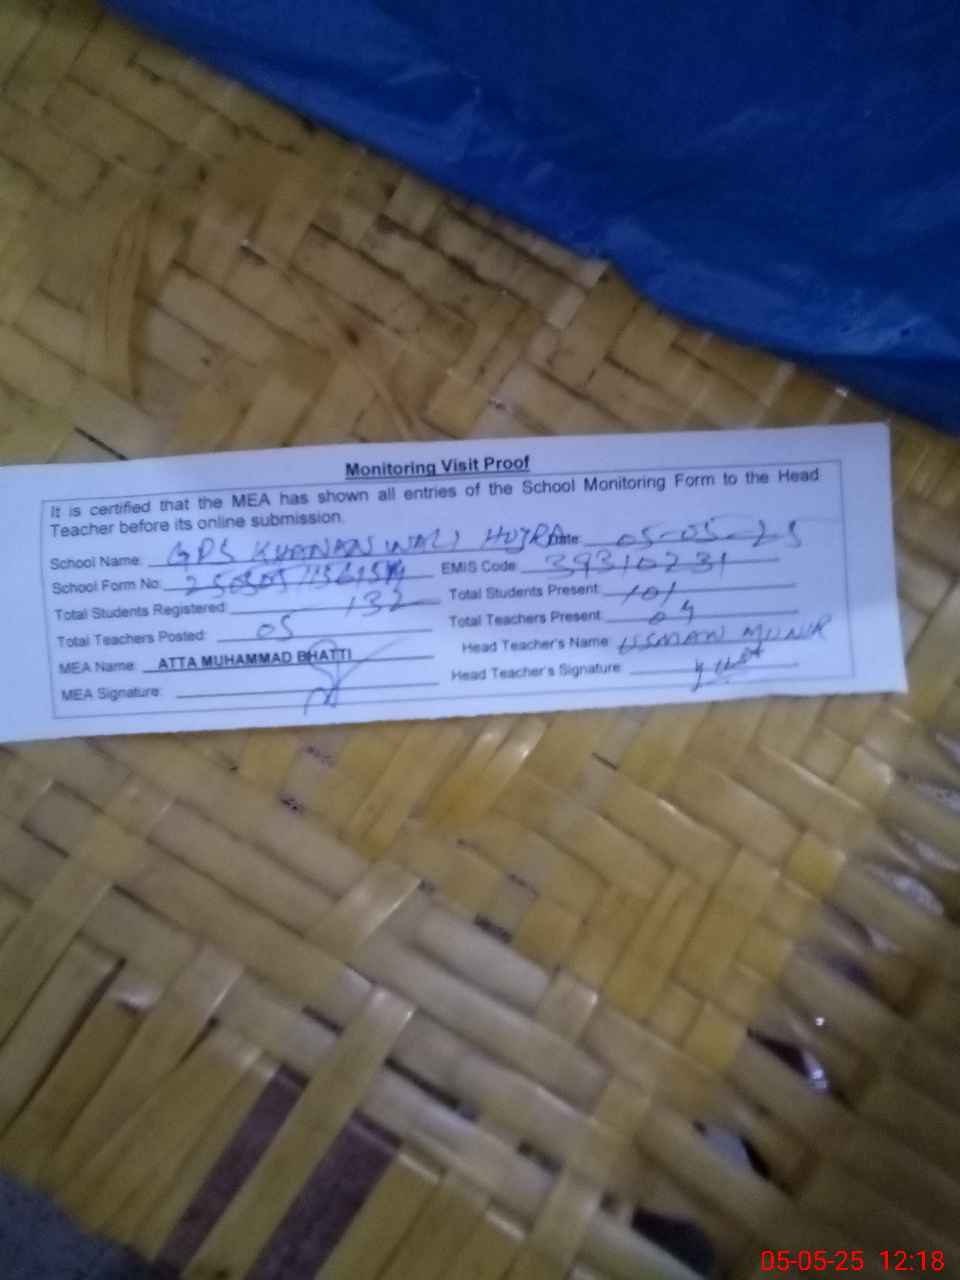 Monitoring Visit Proof
It is certified that the MEA has shown all entries of the School Monitoring Form to the Head
Teacher before its online submission.
School Name: GPS KHANAN WALI HUJRA Date: 05-05-25
School Form No: EMIS Code: 39310231
Total Students Registered: 132 Total Students Present: 101
Total Teachers Posted: 05 Total Teachers Present: 04
MEA Name: ATTA MUHAMMAD BHATTI Head Teacher's Name: USMAN MUNIR
MEA Signature: Head Teacher's Signature:
05-05-25 12:18